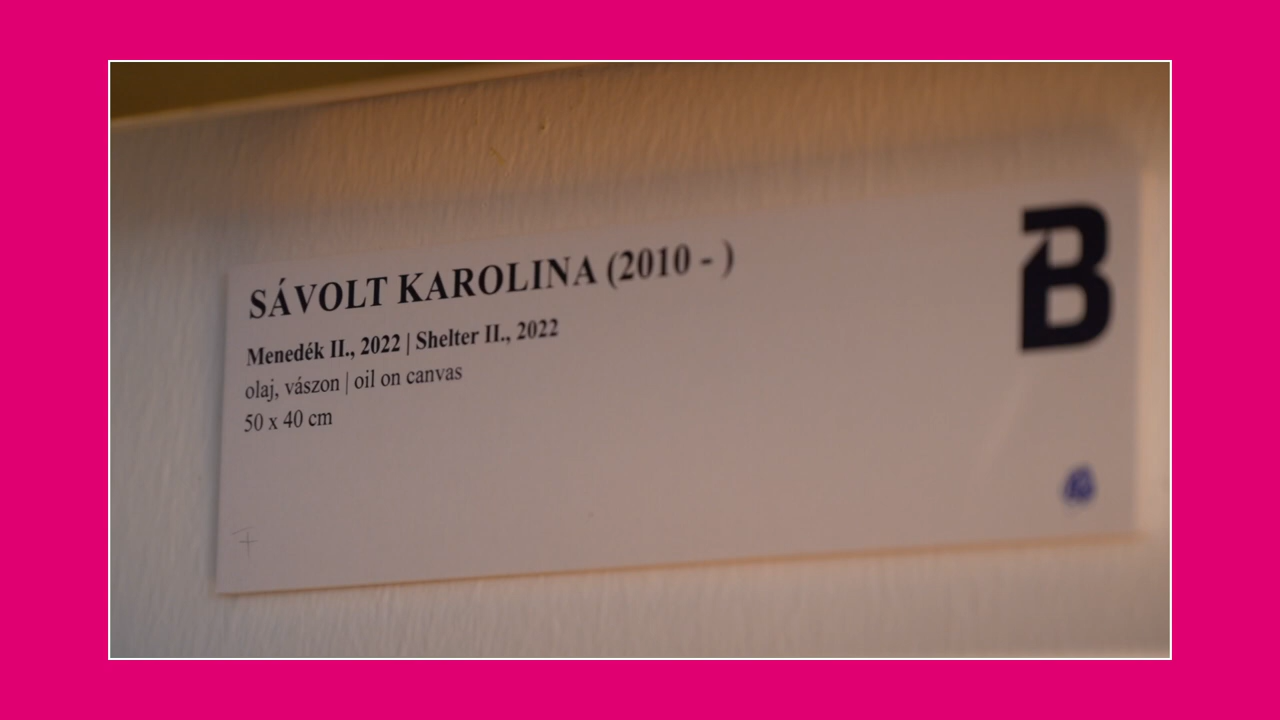 SÁVOLT KAROLINA (2010 - )
Menedék II., 2022 | Shelter II., 2022
olaj, vászon | oil on canvas
50 x 40 cm
B